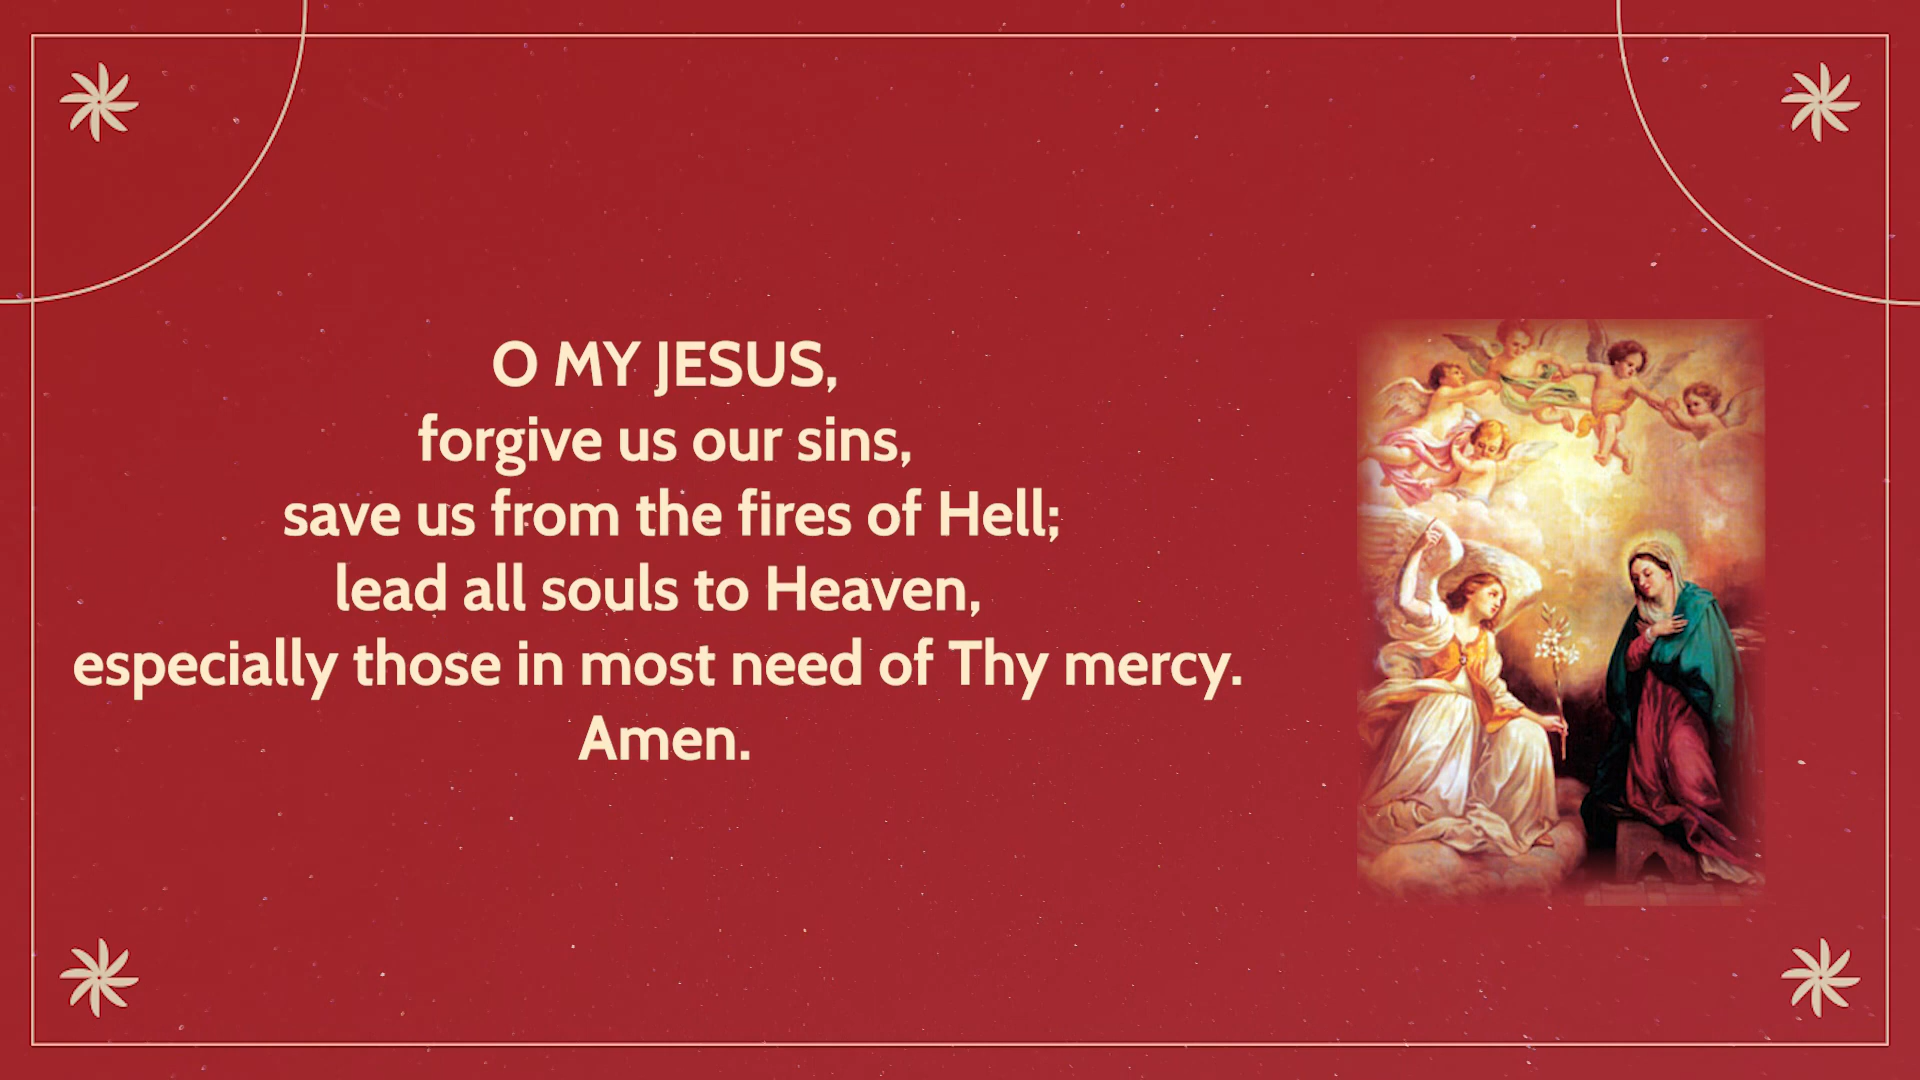 O MY JESUS,
forgive us our sins,
save us from the fires of Hell;
lead all souls to Heaven,
especially those in most need of Thy mercy.
Amen.